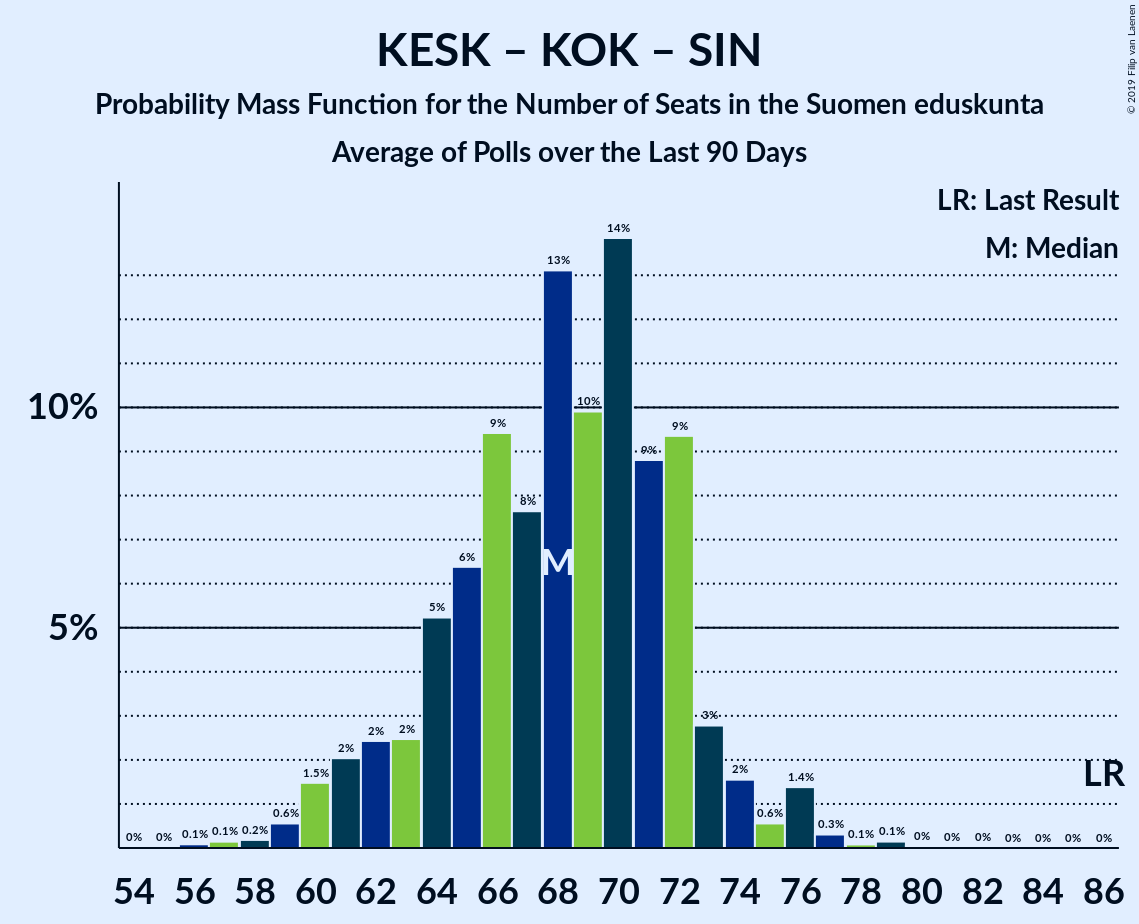 KESK – KOK – SIN
Probability Mass Function for the Number of Seats in the Suomen eduskunta
Average of Polls over the Last 90 Days
© 2019 Filip van Laenen
LR: Last Result
M: Median
10%
5%
0% 0% 0.1% 0.1% 0.2% 0.6% 1.5% 2% 2% 2% 5% 6% 9% 8% 13% 10% 14% 9% 9% 3% 2% 0.6% 1.4% 0.3% 0.1% 0.1% 0% 0% 0% 0% 0% 0% 0%
M
LR
54 56 58 60 62 64 66 68 70 72 74 76 78 80 82 84 86